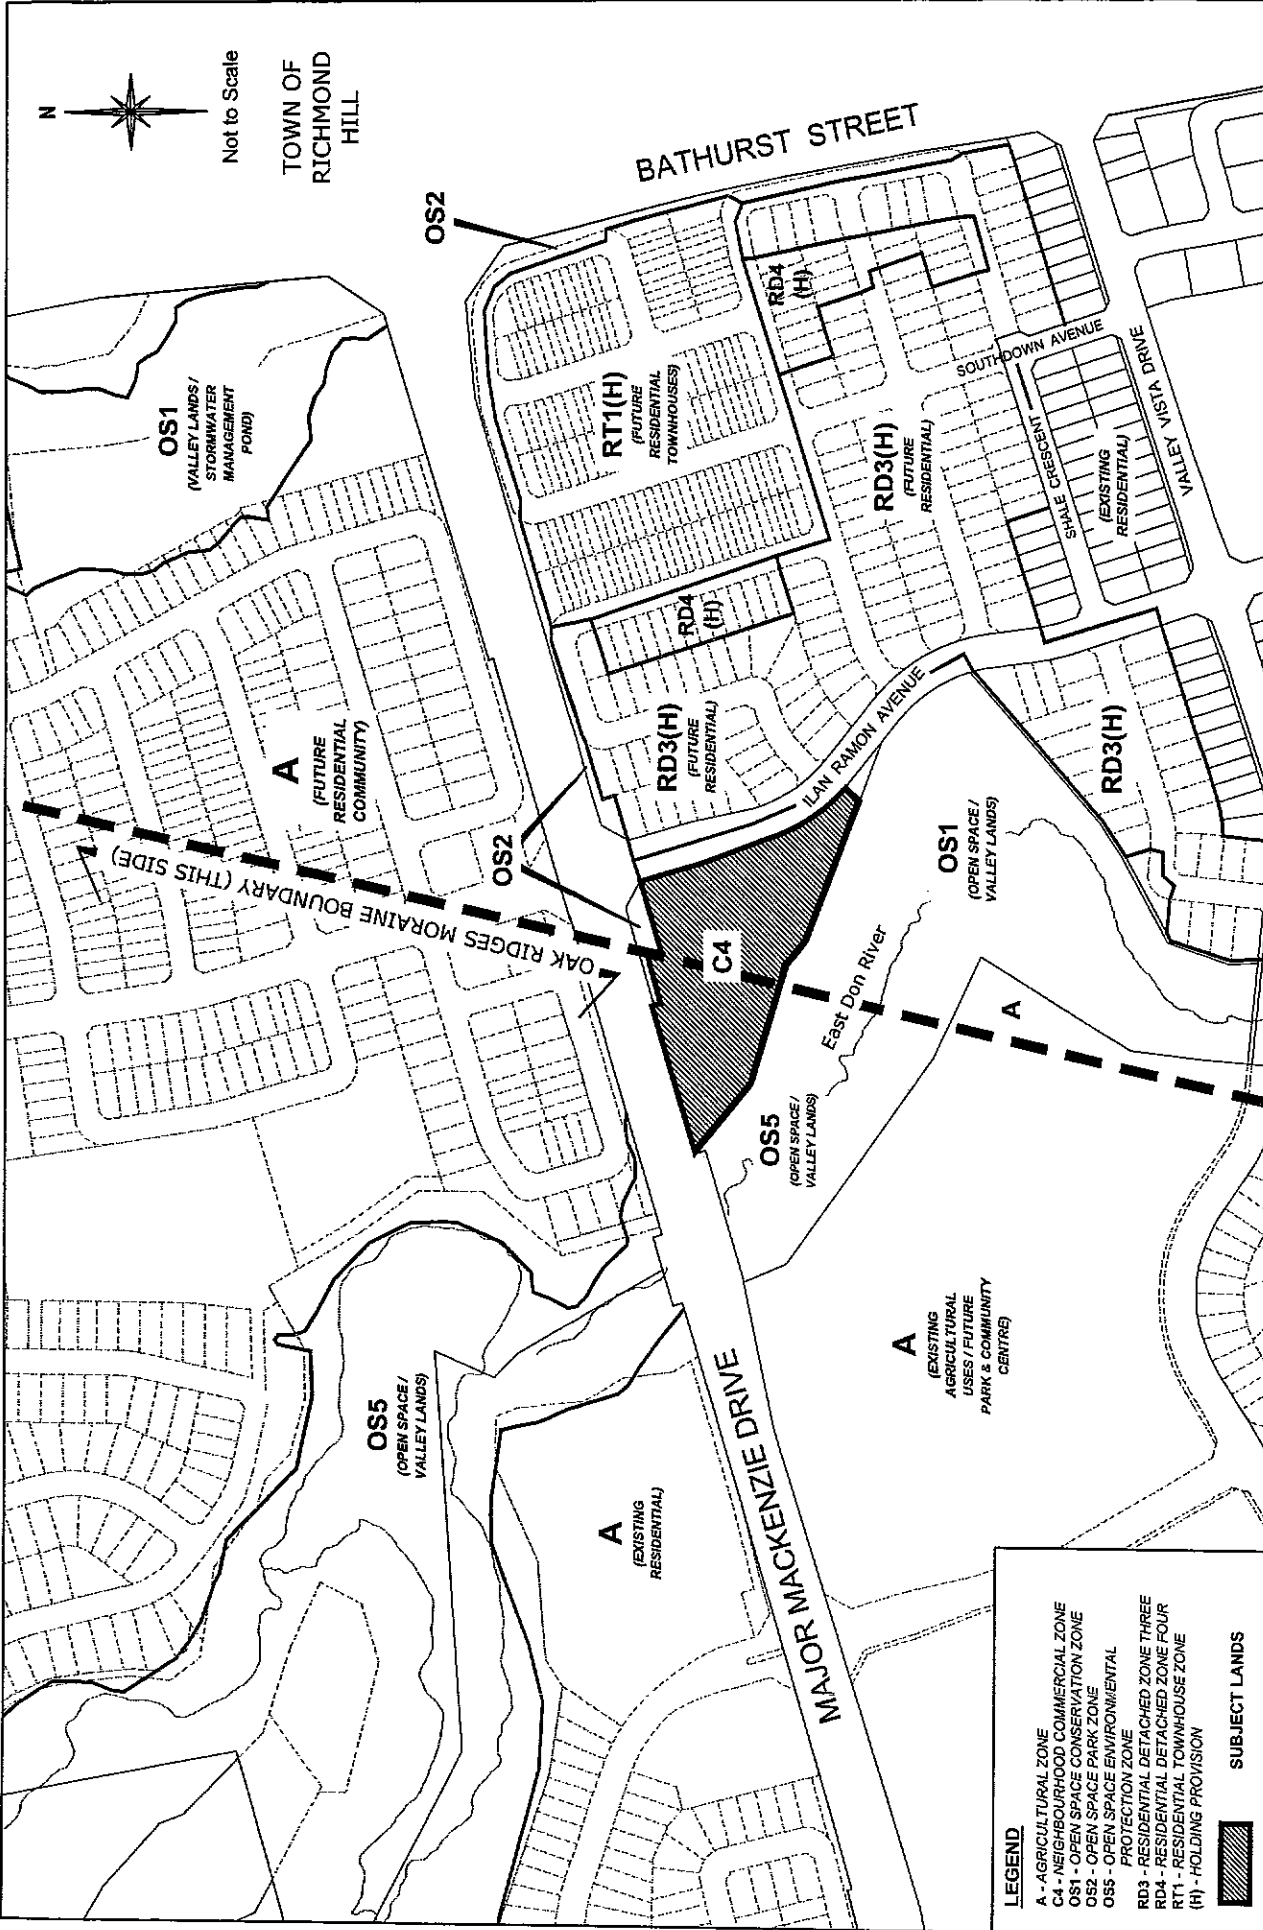 N
Not to Scale
TOWN OF
RICHMOND
HILL
BATHURST STREET
OS2
OS1
(VALLEY LANDS /
STORMWATER
MANAGEMENT
POND)
A
(FUTURE
RESIDENTIAL
COMMUNITY)
OAK RIDGES MORAINE BOUNDARY (THIS SIDE)
OS2
RT1(H)
(FUTURE
RESIDENTIAL
TOWNHOUSES)
RD4
(H)
RD4
(H)
RD3(H)
(FUTURE
RESIDENTIAL)
RD3(H)
(FUTURE
RESIDENTIAL)
SOUTHDOWN AVENUE
SHALE CRESCENT
(EXISTING
RESIDENTIAL)
VALLEY VISTA DRIVE
ILAN RAMON AVENUE
RD3(H)
C4
OS1
(OPEN SPACE /
VALLEY LANDS)
East Don River
A
OS5
(OPEN SPACE /
VALLEY LANDS)
OS5
(OPEN SPACE /
VALLEY LANDS)
A
(EXISTING
AGRICULTURAL
USES / FUTURE
PARK & COMMUNITY
CENTRE)
A
(EXISTING
RESIDENTIAL)
MAJOR MACKENZIE DRIVE
LEGEND
A - AGRICULTURAL ZONE
C4 - NEIGHBOURHOOD COMMERCIAL ZONE
OS1 - OPEN SPACE CONSERVATION ZONE
OS2 - OPEN SPACE PARK ZONE
OS5 - OPEN SPACE ENVIRONMENTAL
PROTECTION ZONE
RD3 - RESIDENTIAL DETACHED ZONE THREE
RD4 - RESIDENTIAL DETACHED ZONE FOUR
RT1 - RESIDENTIAL TOWNHOUSE ZONE
(H) - HOLDING PROVISION
SUBJECT LANDS